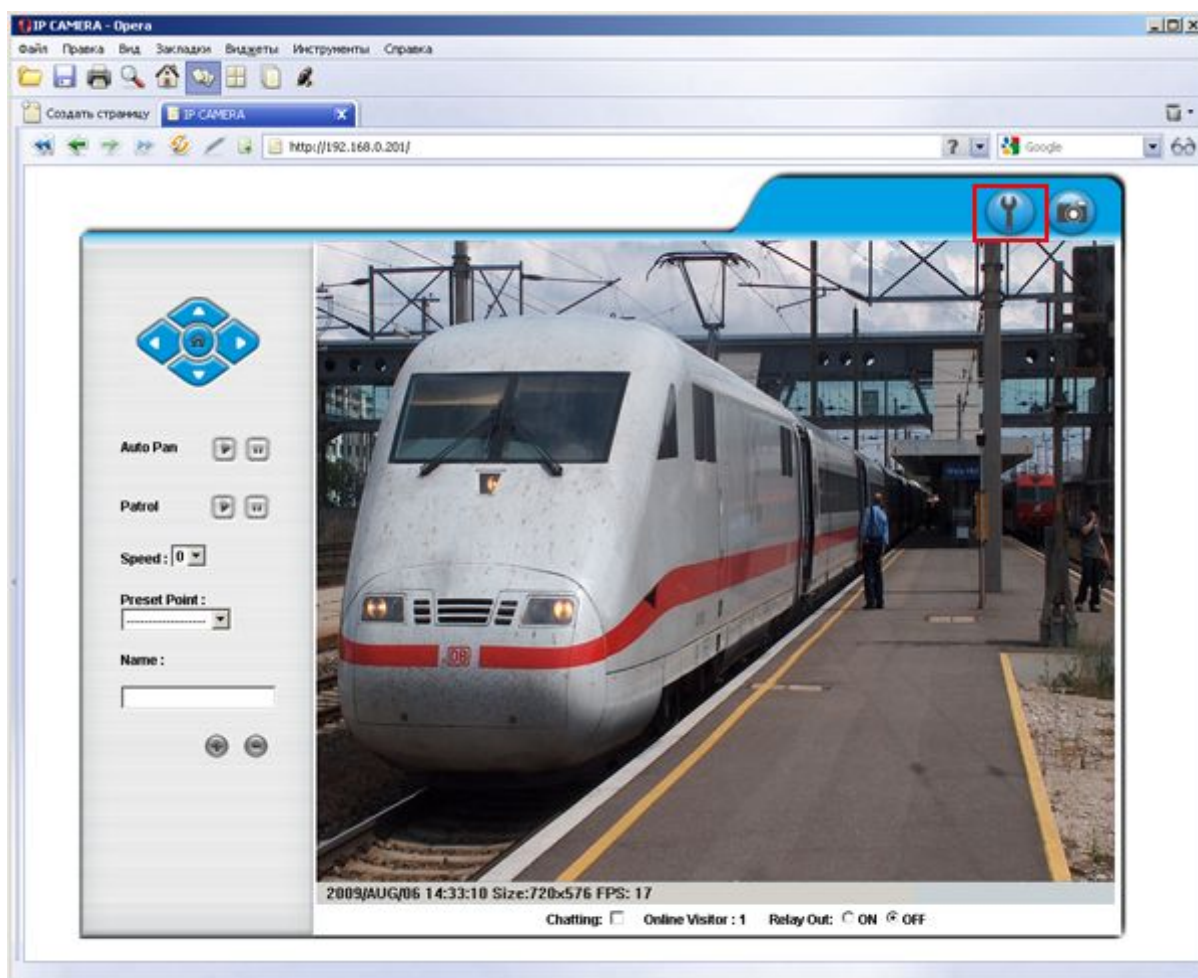 IP CAMERA - Opera
Файл Правка Вид Закладки Виджеты Инструменты Справка
Создать страницу IP CAMERA
http://192.168.0.201/ ? Google
Auto Pan
Patrol
Speed : 0
Preset Point :
-------------------
Name :
DB
2009/AUG/06 14:33:10 Size:720x576 FPS: 17
Chatting: Online Visitor : 1 Relay Out: ON OFF